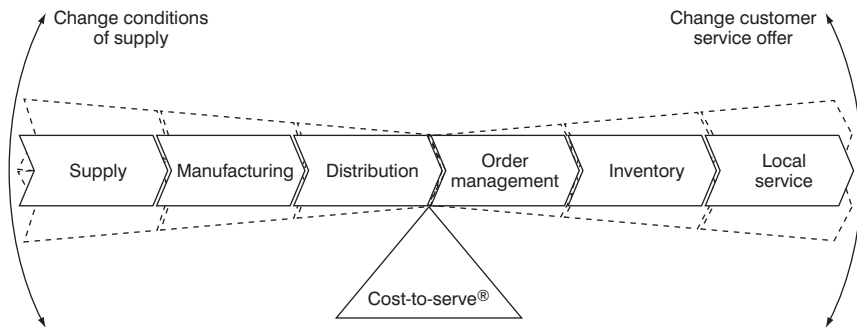 Change conditions
of supply
Change customer
service offer
Supply
Manufacturing
Distribution
Order
management
Inventory
Local
service
Cost-to-serve®